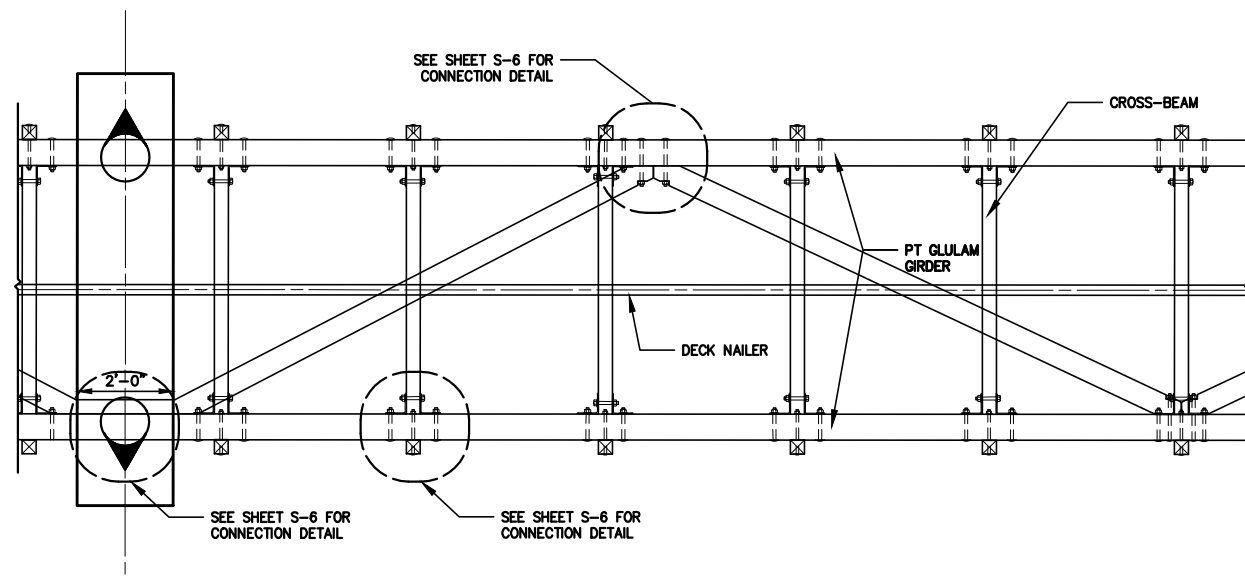 SEE SHEET S-6 FOR
CONNECTION DETAIL
CROSS-BEAM
PT GLULAM
GIRDER
DECK NAILER
2'-0"
SEE SHEET S-6 FOR
CONNECTION DETAIL
SEE SHEET S-6 FOR
CONNECTION DETAIL